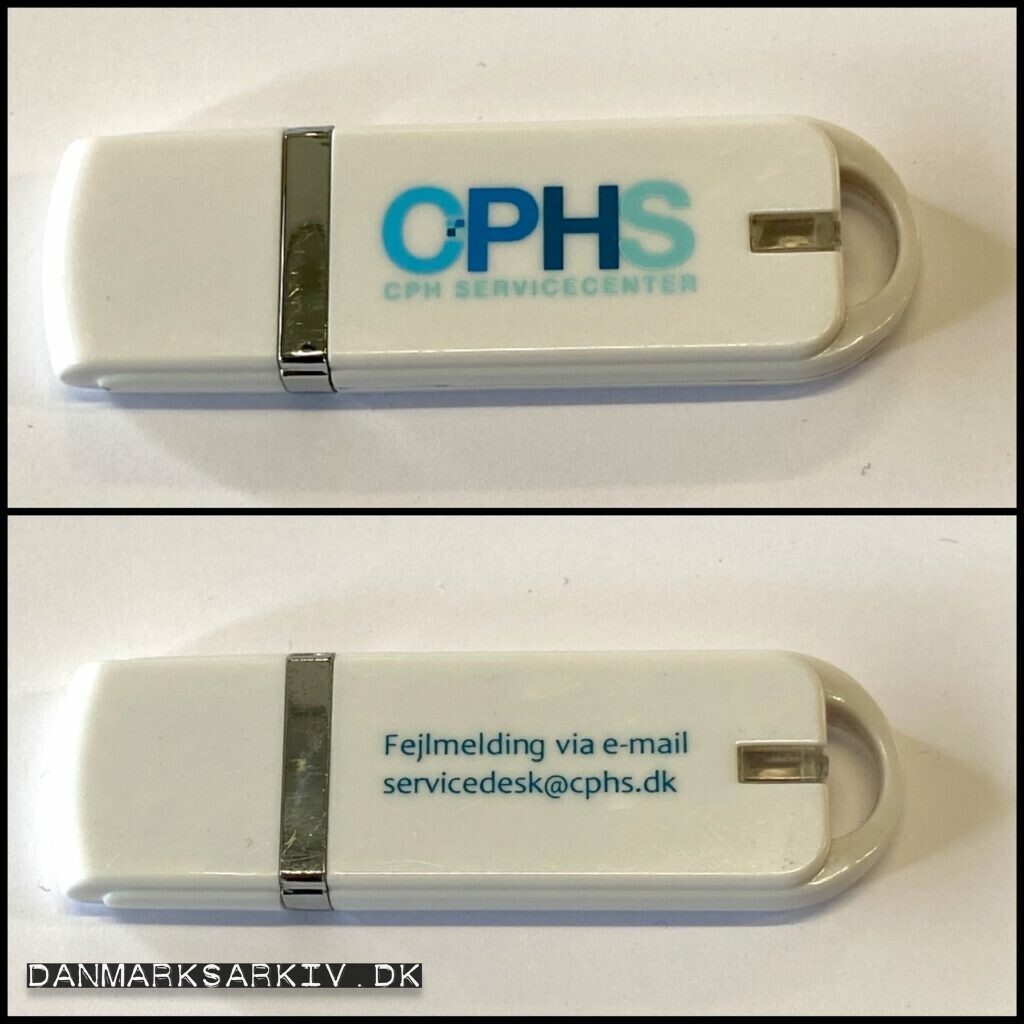 CPHS
CPH SERVICECENTER
Fejlmelding via e-mail
servicedesk@cphs.dk
DANMARKSARKIV.DK